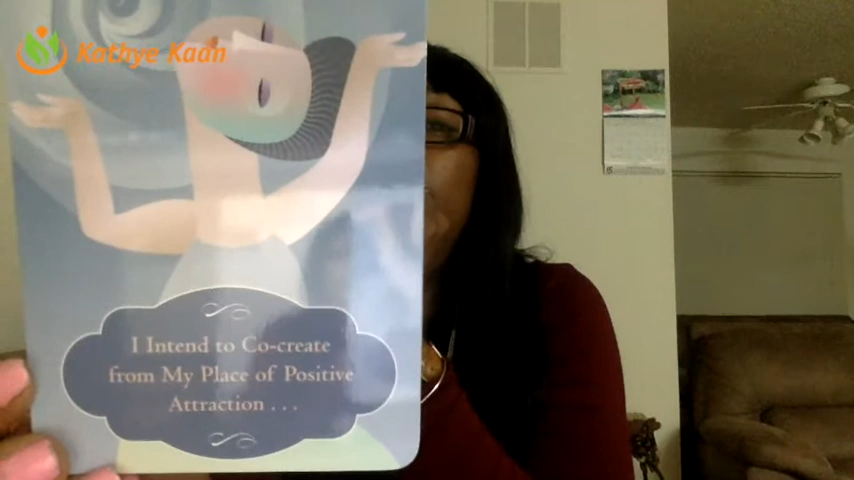 Kathye Kaan
I Intend to Co-create
from My Place of Positive
Attraction . . .